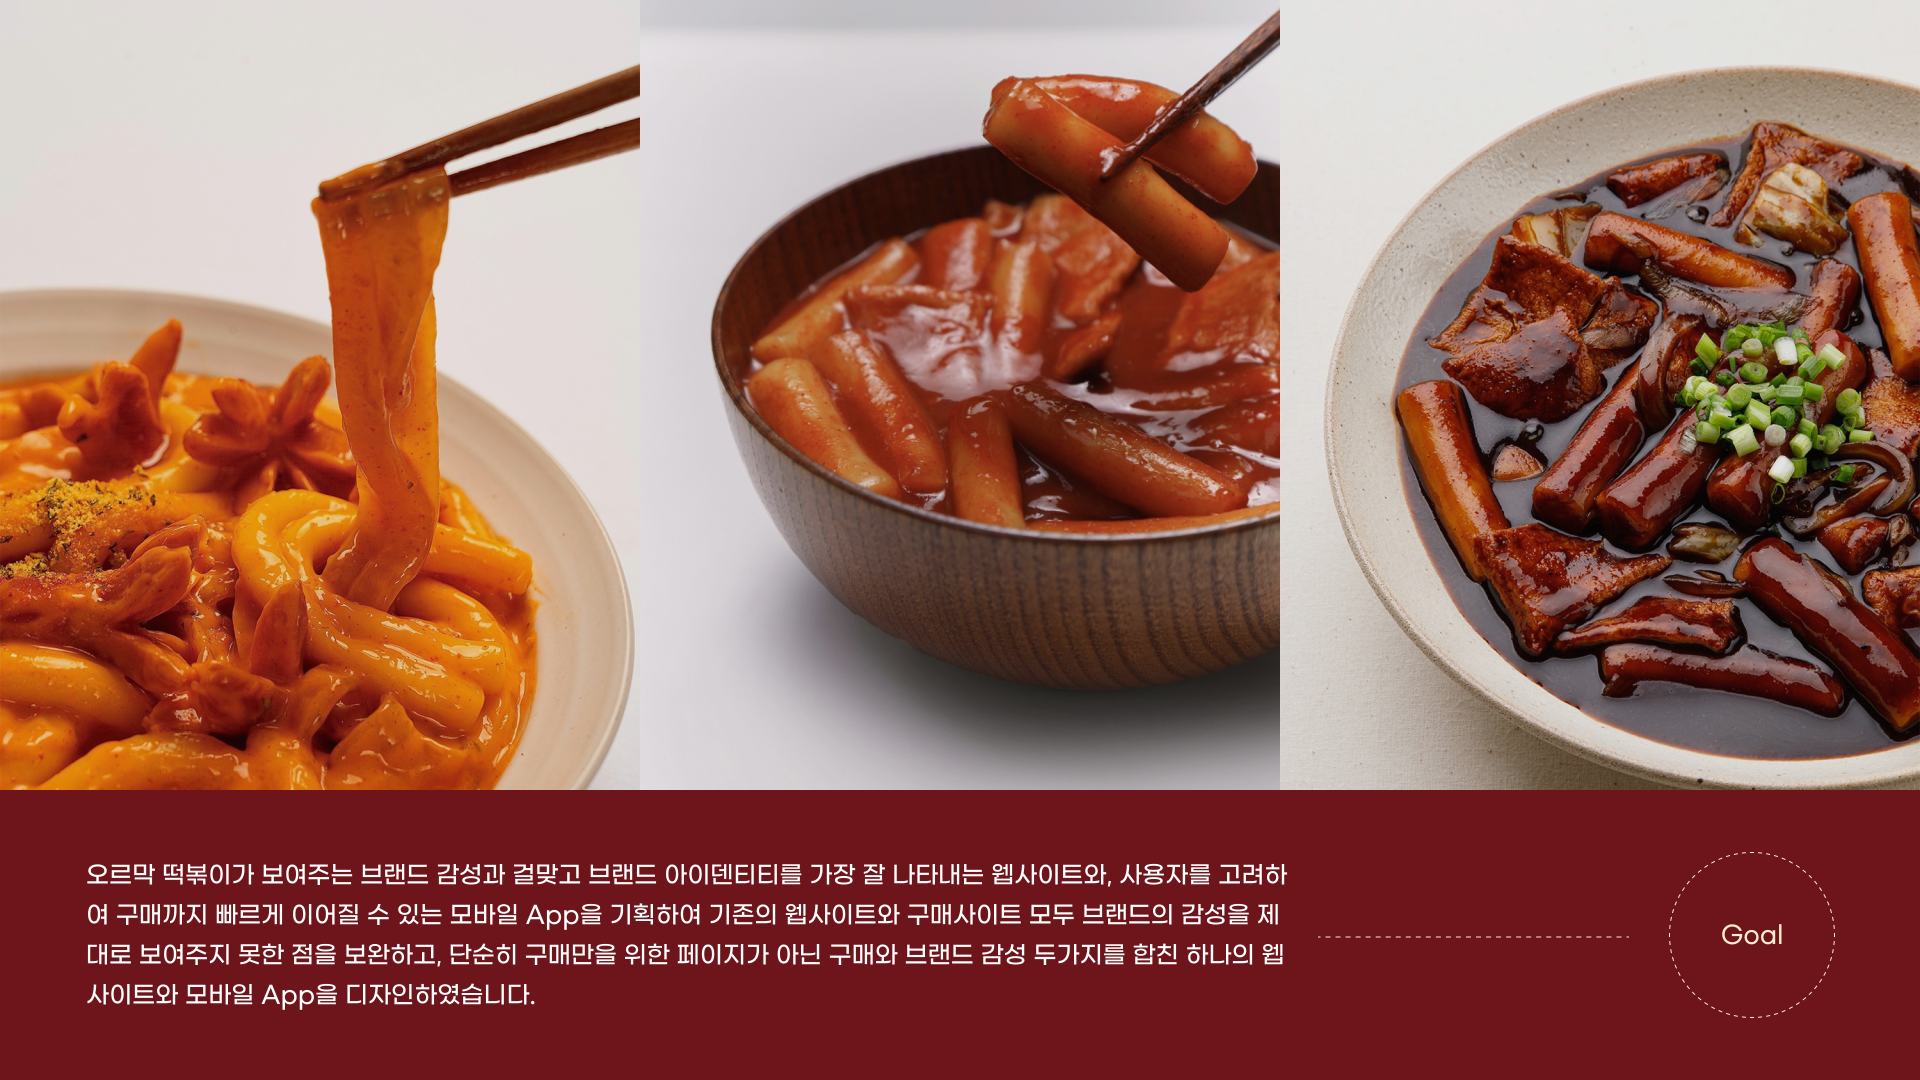 오르막 떡볶이가 보여주는 브랜드 감성과 걸맞고 브랜드 아이덴티티를 가장 잘 나타내는 웹사이트와, 사용자를 고려하
여 구매까지 빠르게 이어질 수 있는 모바일 App을 기획하여 기존의 웹사이트와 구매사이트 모두 브랜드의 감성을 제
대로 보여주지 못한 점을 보완하고, 단순히 구매만을 위한 페이지가 아닌 구매와 브랜드 감성 두가지를 합친 하나의 웹
사이트와 모바일 App을 디자인하였습니다.
Goal